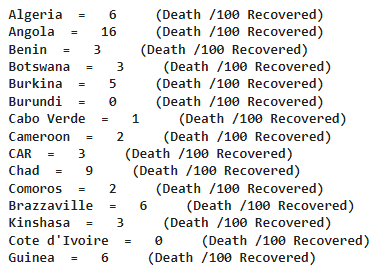 Algeria = 6 (Death /100 Recovered)
Angola = 16 (Death /100 Recovered)
Benin = 3 (Death /100 Recovered)
Botswana = 3 (Death /100 Recovered)
Burkina = 5 (Death /100 Recovered)
Burundi = 0 (Death /100 Recovered)
Cabo Verde = 1 (Death /100 Recovered)
Cameroon = 2 (Death /100 Recovered)
CAR = 3 (Death /100 Recovered)
Chad = 9 (Death /100 Recovered)
Comoros = 2 (Death /100 Recovered)
Brazzaville = 6 (Death /100 Recovered)
Kinshasa = 3 (Death /100 Recovered)
Cote d'Ivoire = 0 (Death /100 Recovered)
Guinea = 6 (Death /100 Recovered)